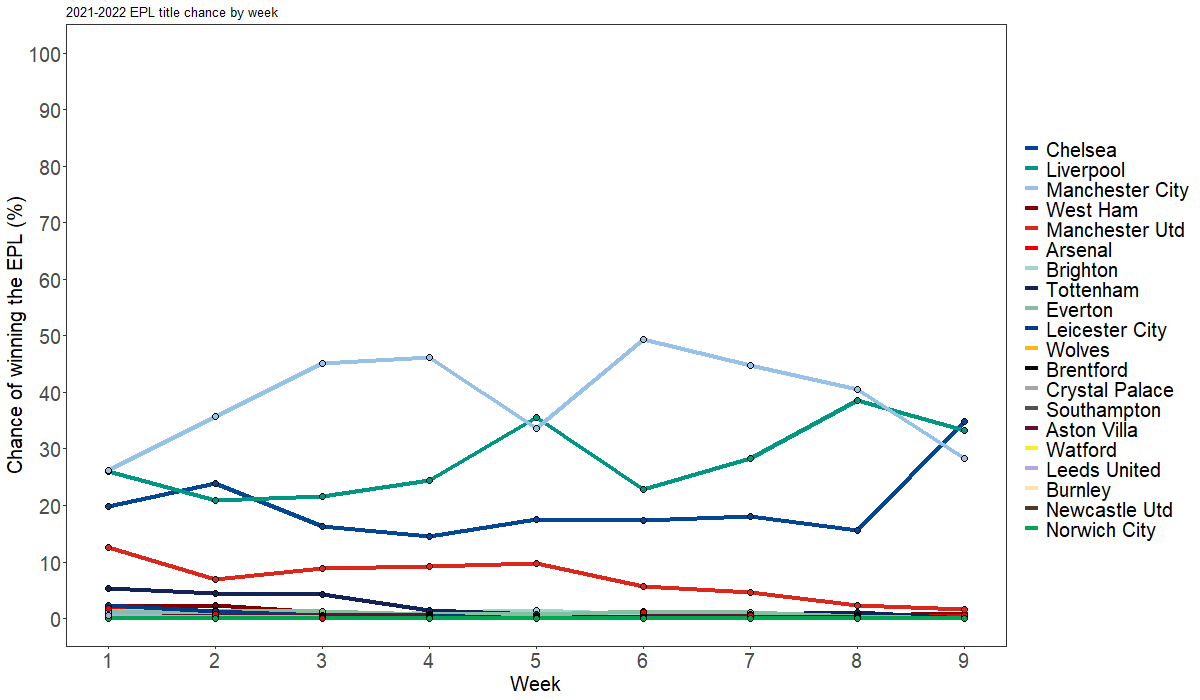 2021-2022 EPL title chance by week
Chance of winning the EPL (%)
100
90
80
70
60
50
40
30
20
10
0
1 2 3 4 5 6 7 8 9
Week
Chelsea
Liverpool
Manchester City
West Ham
Manchester Utd
Arsenal
Brighton
Tottenham
Everton
Leicester City
Wolves
Brentford
Crystal Palace
Southampton
Aston Villa
Watford
Leeds United
Burnley
Newcastle Utd
Norwich City